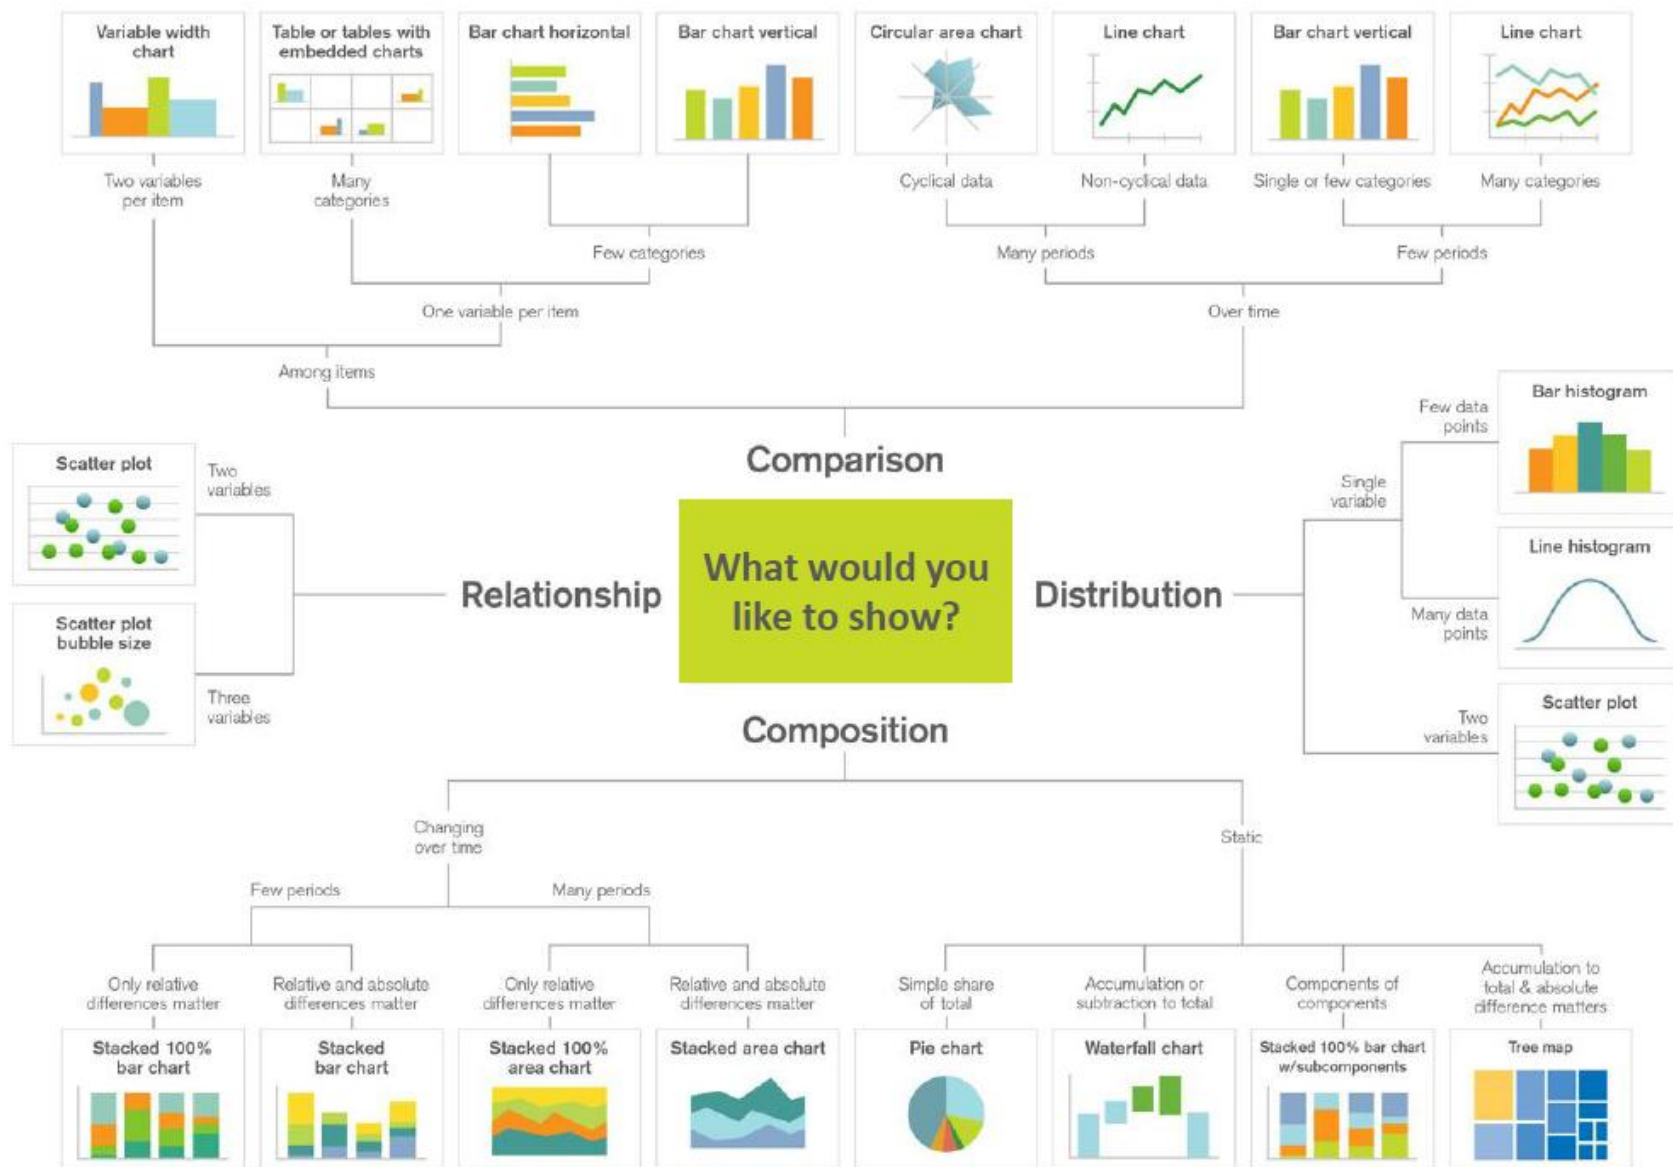 Variable width
chart
Table or tables with
embedded charts
Bar chart horizontal
Bar chart vertical
Circular area chart
Line chart
Bar chart vertical
Line chart
Two variables
per item
Many
categories
Cyclical data
Non-cyclical data
Single or few categories
Many categories
Few categories
Many periods
Few periods
One variable per item
Over time
Among items
Comparison
Scatter plot
Two
variables
Scatter plot
bubble size
Three
variables
Relationship
What would you
like to show?
Distribution
Few data
points
Bar histogram
Single
variable
Line histogram
Many data
points
Two
variables
Scatter plot
Composition
Changing
over time
Static
Few periods
Many periods
Only relative
differences matter
Relative and absolute
differences matter
Only relative
differences matter
Relative and absolute
differences matter
Simple share
of total
Accumulation or
subtraction to total
Components of
components
Accumulation to
total & absolute
difference matters
Stacked 100%
bar chart
Stacked
bar chart
Stacked 100%
area chart
Stacked area chart
Pie chart
Waterfall chart
Stacked 100% bar chart
w/subcomponents
Tree map